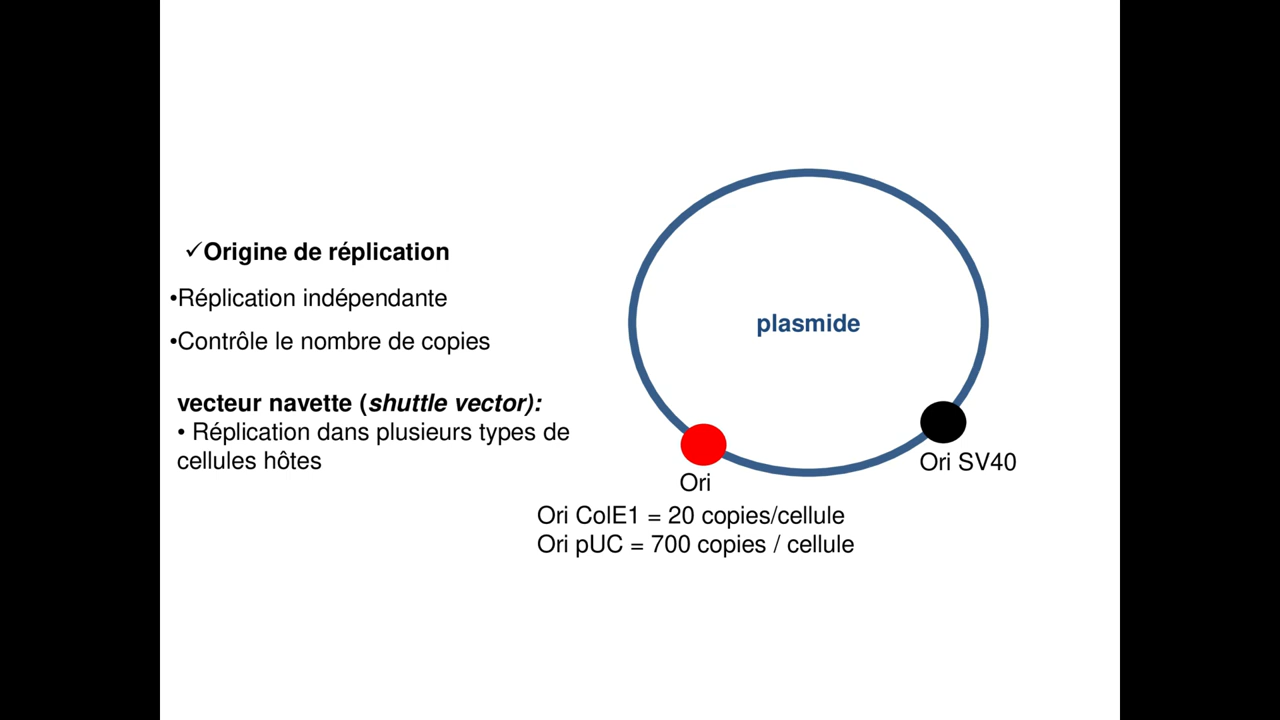 ✓Origine de réplication
•Réplication indépendante
•Contrôle le nombre de copies
vecteur navette (shuttle vector):
• Réplication dans plusieurs types de
cellules hôtes
plasmide
Ori
Ori SV40
Ori ColE1 = 20 copies/cellule
Ori pUC = 700 copies / cellule